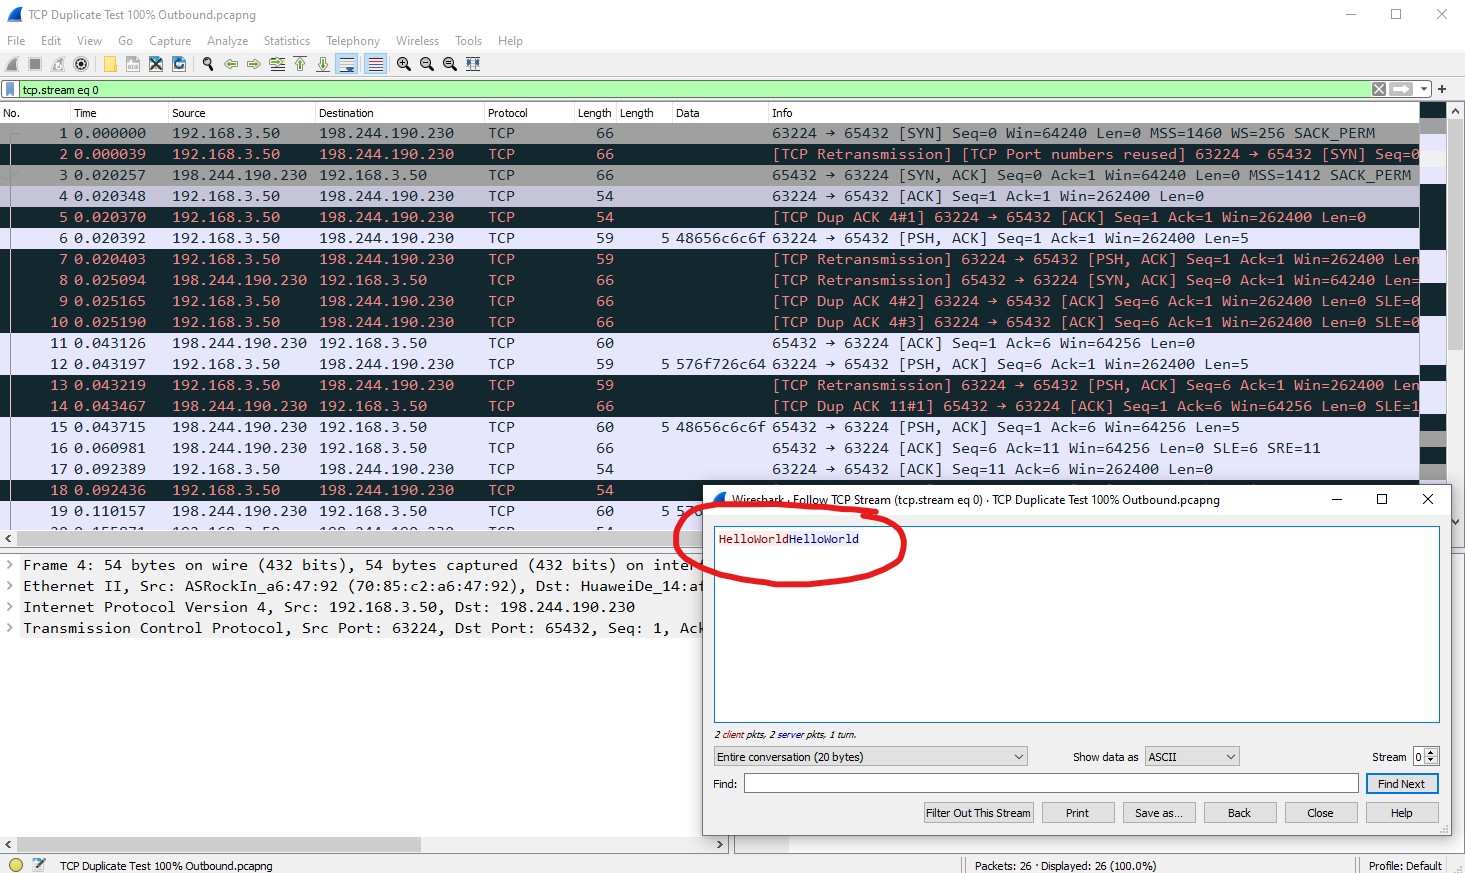 TCP Duplicate Test 100% Outbound.pcapng
File Edit View Go Capture Analyze Statistics Telephony Wireless Tools Help
tcp.stream eq 0
No. Time Source Destination Protocol Length Length Data Info
1 0.000000 192.168.3.50 198.244.190.230 TCP 66 63224 → 65432 [SYN] Seq=0 Win=64240 Len=0 MSS=1460 WS=256 SACK_PERM
2 0.000039 192.168.3.50 198.244.190.230 TCP 66 [TCP Retransmission] [TCP Port numbers reused] 63224 → 65432 [SYN] Seq=0
3 0.020257 198.244.190.230 192.168.3.50 TCP 66 65432 → 63224 [SYN, ACK] Seq=0 Ack=1 Win=64240 Len=0 MSS=1412 SACK_PERM
4 0.020348 192.168.3.50 198.244.190.230 TCP 54 63224 → 65432 [ACK] Seq=1 Ack=1 Win=262400 Len=0
5 0.020370 192.168.3.50 198.244.190.230 TCP 54 [TCP Dup ACK 4#1] 63224 → 65432 [ACK] Seq=1 Ack=1 Win=262400 Len=0
6 0.020392 192.168.3.50 198.244.190.230 TCP 59 5 48656c6c6f 63224 → 65432 [PSH, ACK] Seq=1 Ack=1 Win=262400 Len=5
7 0.020403 192.168.3.50 198.244.190.230 TCP 59 [TCP Retransmission] 63224 → 65432 [PSH, ACK] Seq=1 Ack=1 Win=262400 Len
8 0.025094 198.244.190.230 192.168.3.50 TCP 66 [TCP Retransmission] 65432 → 63224 [SYN, ACK] Seq=0 Ack=1 Win=64240 Len=
9 0.025165 192.168.3.50 198.244.190.230 TCP 66 [TCP Dup ACK 4#2] 63224 → 65432 [ACK] Seq=6 Ack=1 Win=262400 Len=0 SLE=0
10 0.025190 192.168.3.50 198.244.190.230 TCP 66 [TCP Dup ACK 4#3] 63224 → 65432 [ACK] Seq=6 Ack=1 Win=262400 Len=0 SLE=0
11 0.043126 198.244.190.230 192.168.3.50 TCP 60 65432 → 63224 [ACK] Seq=1 Ack=6 Win=64256 Len=0
12 0.043197 192.168.3.50 198.244.190.230 TCP 59 5 576f726c64 63224 → 65432 [PSH, ACK] Seq=6 Ack=1 Win=262400 Len=5
13 0.043219 192.168.3.50 198.244.190.230 TCP 59 [TCP Retransmission] 63224 → 65432 [PSH, ACK] Seq=6 Ack=1 Win=262400 Len
14 0.043467 198.244.190.230 192.168.3.50 TCP 66 [TCP Dup ACK 11#1] 65432 → 63224 [ACK] Seq=1 Ack=6 Win=64256 Len=0 SLE=1
15 0.043715 198.244.190.230 192.168.3.50 TCP 60 5 48656c6c6f 65432 → 63224 [PSH, ACK] Seq=1 Ack=6 Win=64256 Len=5
16 0.060981 198.244.190.230 192.168.3.50 TCP 66 65432 → 63224 [ACK] Seq=6 Ack=11 Win=64256 Len=0 SLE=6 SRE=11
17 0.092389 192.168.3.50 198.244.190.230 TCP 54 63224 → 65432 [ACK] Seq=11 Ack=6 Win=262400 Len=0
18 0.092436 192.168.3.50 198.244.190.230 TCP 54
19 0.110157 198.244.190.230 192.168.3.50 TCP 60 5 576
Frame 4: 54 bytes on wire (432 bits), 54 bytes captured (432 bits) on inter
Ethernet II, Src: ASRockIn_a6:47:92 (70:85:c2:a6:47:92), Dst: HuaweiDe_14:af
Internet Protocol Version 4, Src: 192.168.3.50, Dst: 198.244.190.230
Transmission Control Protocol, Src Port: 63224, Dst Port: 65432, Seq: 1, Ack
Wireshark · Follow TCP Stream (tcp.stream eq 0) · TCP Duplicate Test 100% Outbound.pcapng
HelloWorldHelloWorld
2 client pkts, 2 server pkts, 1 turn.
Entire conversation (20 bytes) Show data as ASCII Stream 0
Find: Find Next
Filter Out This Stream Print Save as... Back Close Help
TCP Duplicate Test 100% Outbound.pcapng Packets: 26 · Displayed: 26 (100.0%) Profile: Default